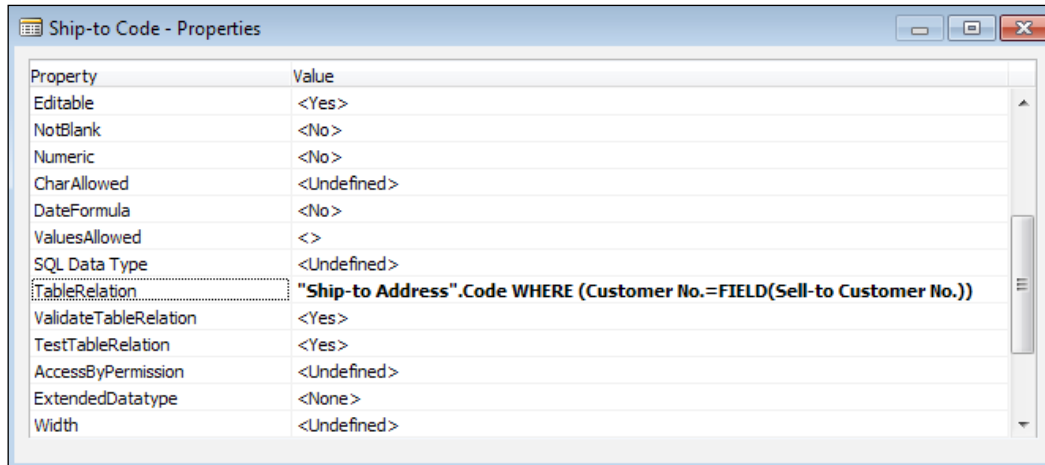 Ship-to Code - Properties
Property Value
Editable <Yes>
NotBlank <No>
Numeric <No>
CharAllowed <Undefined>
DateFormula <No>
ValuesAllowed <>
SQL Data Type <Undefined>
TableRelation "Ship-to Address".Code WHERE (Customer No.=FIELD(Sell-to Customer No.))
ValidateTableRelation <Yes>
TestTableRelation <Yes>
AccessByPermission <Undefined>
ExtendedDatatype <None>
Width <Undefined>